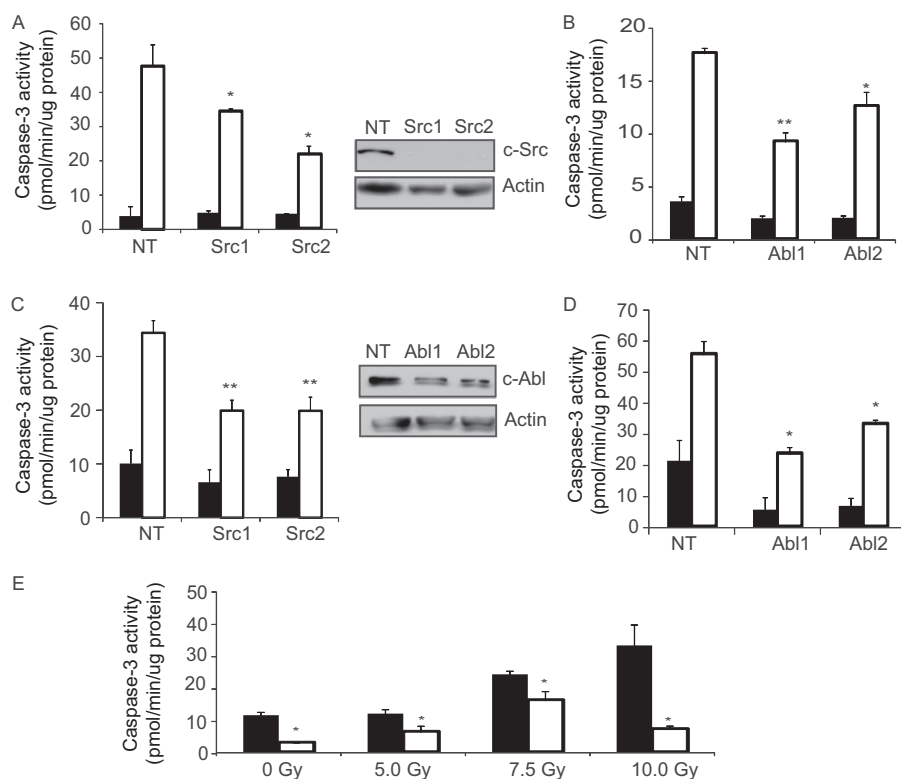 A
Caspase-3 activity
(pmol/min/ug protein)
60
50
40
30
20
10
0
*
*
NT
Src1
Src2
NT Src1 Src2
c-Src
Actin
B
Caspase-3 activity
(pmol/min/ug protein)
20
15
10
5
0
**
*
NT
Abl1
Abl2
C
Caspase-3 activity
(pmol/min/ug protein)
40
30
20
10
0
**
**
NT
Src1
Src2
NT Abl1 Abl2
c-Abl
Actin
D
Caspase-3 activity
(pmol/min/ug protein)
70
60
50
40
30
20
10
0
*
*
NT
Abl1
Abl2
E
Caspase-3 activity
(pmol/min/ug protein)
50
40
30
20
10
0
*
*
*
*
0 Gy
5.0 Gy
7.5 Gy
10.0 Gy